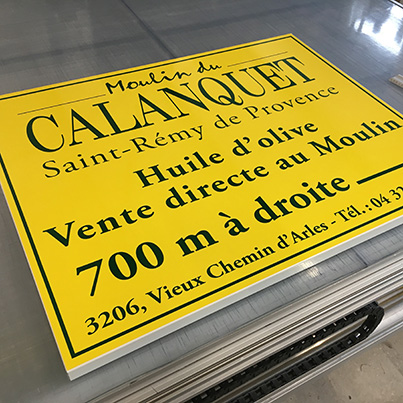 Moulin du
CALANQUET
Saint-Rémy de Provence
Huile d'olive
Vente directe au Moulin
700 m à droite
3206, Vieux Chemin d'Arles - Tél. : 04 32